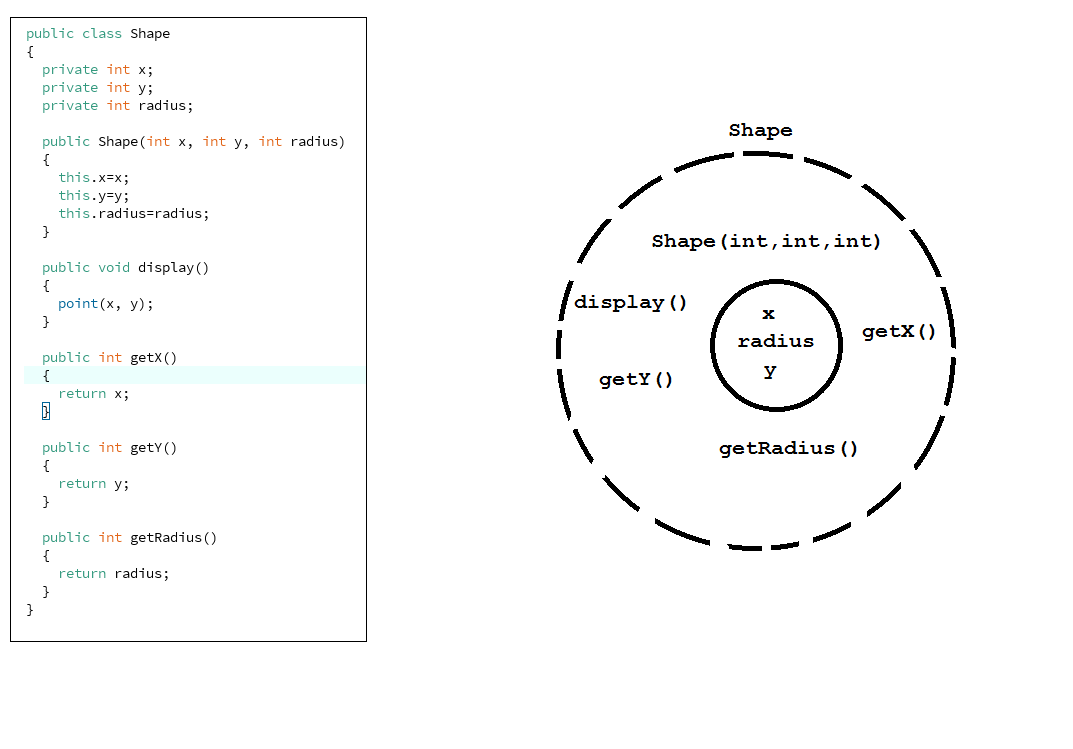 public class Shape
{
private int x;
private int y;
private int radius;
public Shape(int x, int y, int radius)
{
this.x=x;
this.y=y;
this.radius=radius;
}
public void display()
{
point(x, y);
}
public int getX()
{
return x;
}
public int getY()
{
return y;
}
public int getRadius()
{
return radius;
}
}
Shape
Shape(int,int,int)
display()
x
radius
y
getX()
getY()
getRadius()